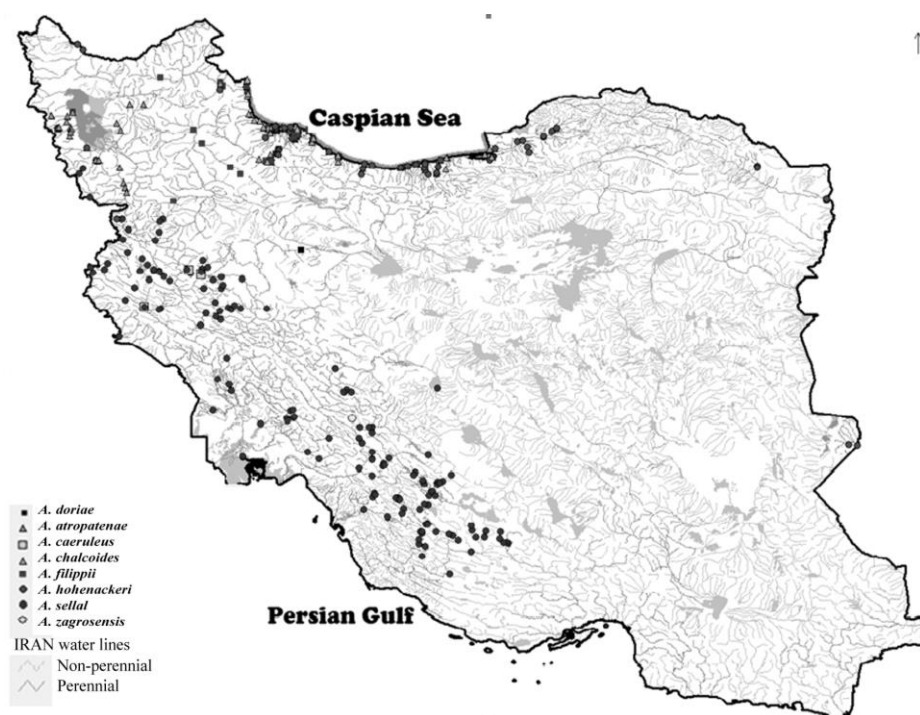 Caspian Sea
Persian Gulf
A. doriae
A. atropatenae
A. caeruleus
A. chalcoides
A. filippii
A. hohenackeri
A. sellal
A. zagrosensis
IRAN water lines
Non-perennial
Perennial